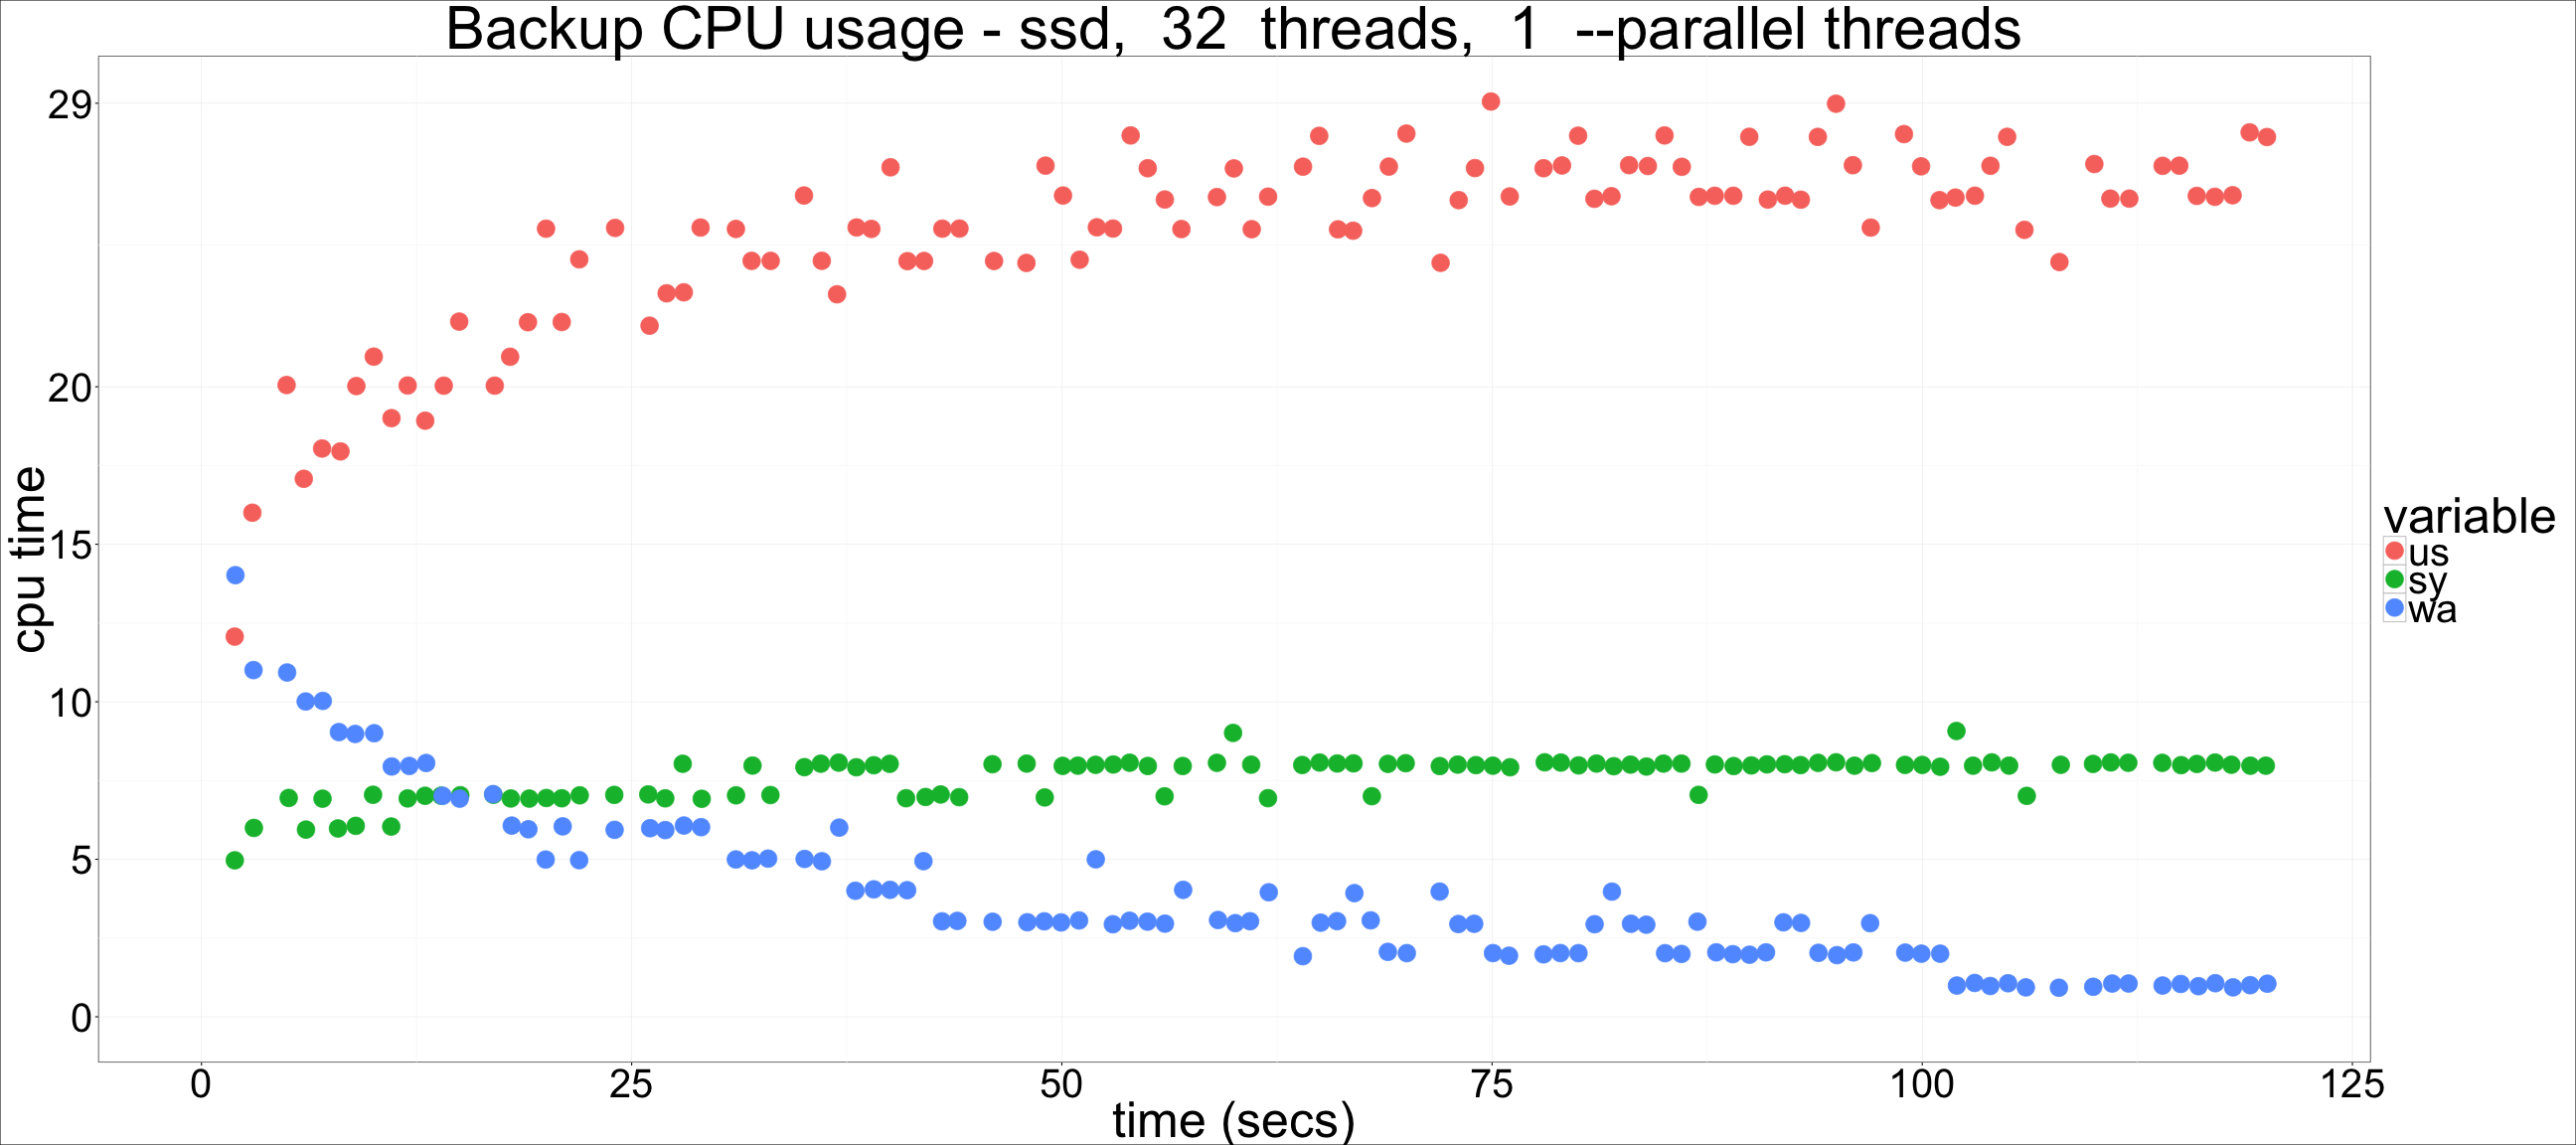 Backup CPU usage - ssd,  32  threads,  1  --parallel threads
29
20
15
10
5
0
cpu time
0 25 50 75 100 125
time (secs)
variable
us
sy
wa